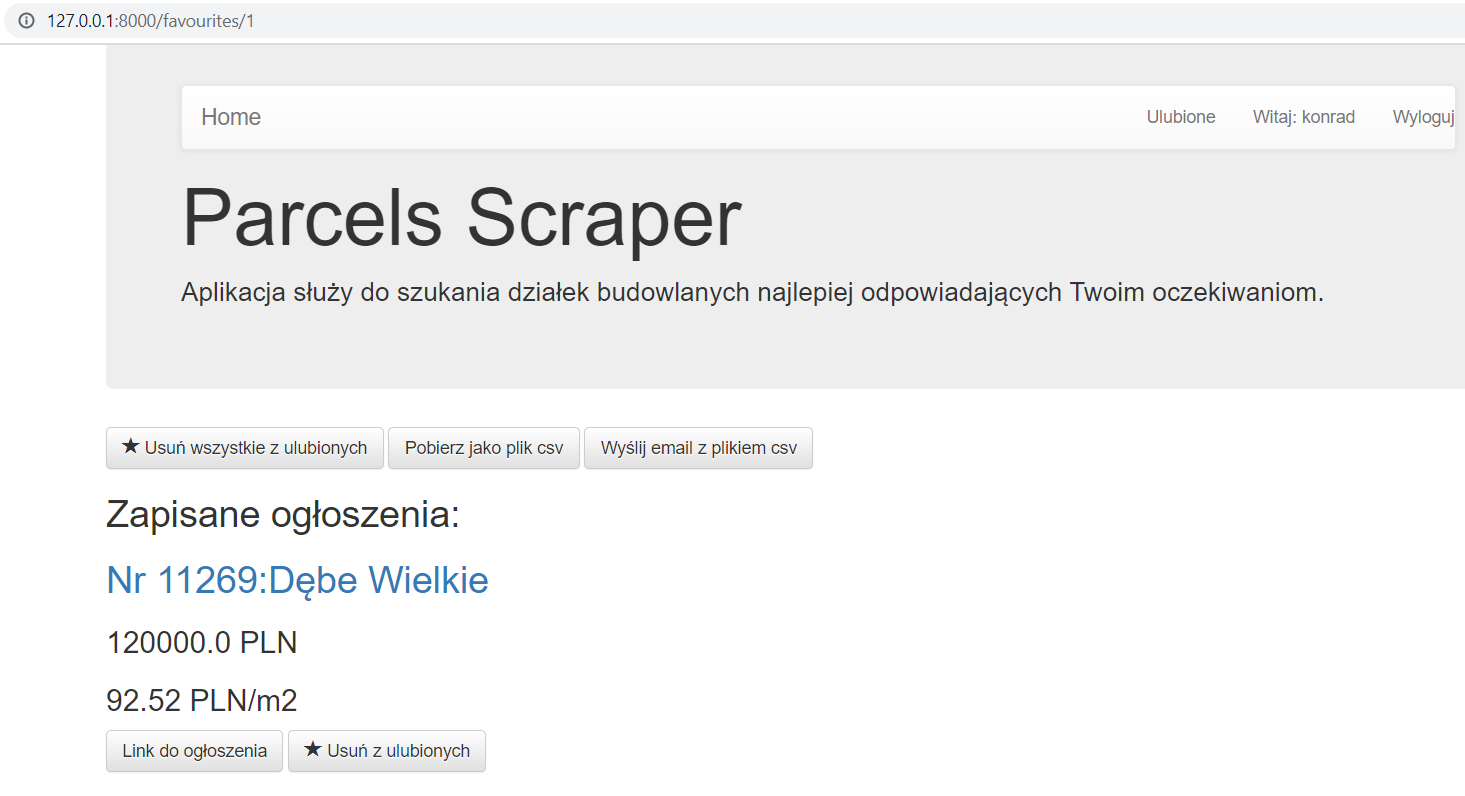 127.0.0.1:8000/favourites/1
Home Ulubione Witaj: konrad Wyloguj
Parcels Scraper
Aplikacja służy do szukania działek budowlanych najlepiej odpowiadających Twoim oczekiwaniom.
★ Usuń wszystkie z ulubionych Pobierz jako plik csv Wyślij email z plikiem csv
Zapisane ogłoszenia:
Nr 11269:Dębe Wielkie
120000.0 PLN
92.52 PLN/m2
Link do ogłoszenia ★ Usuń z ulubionych